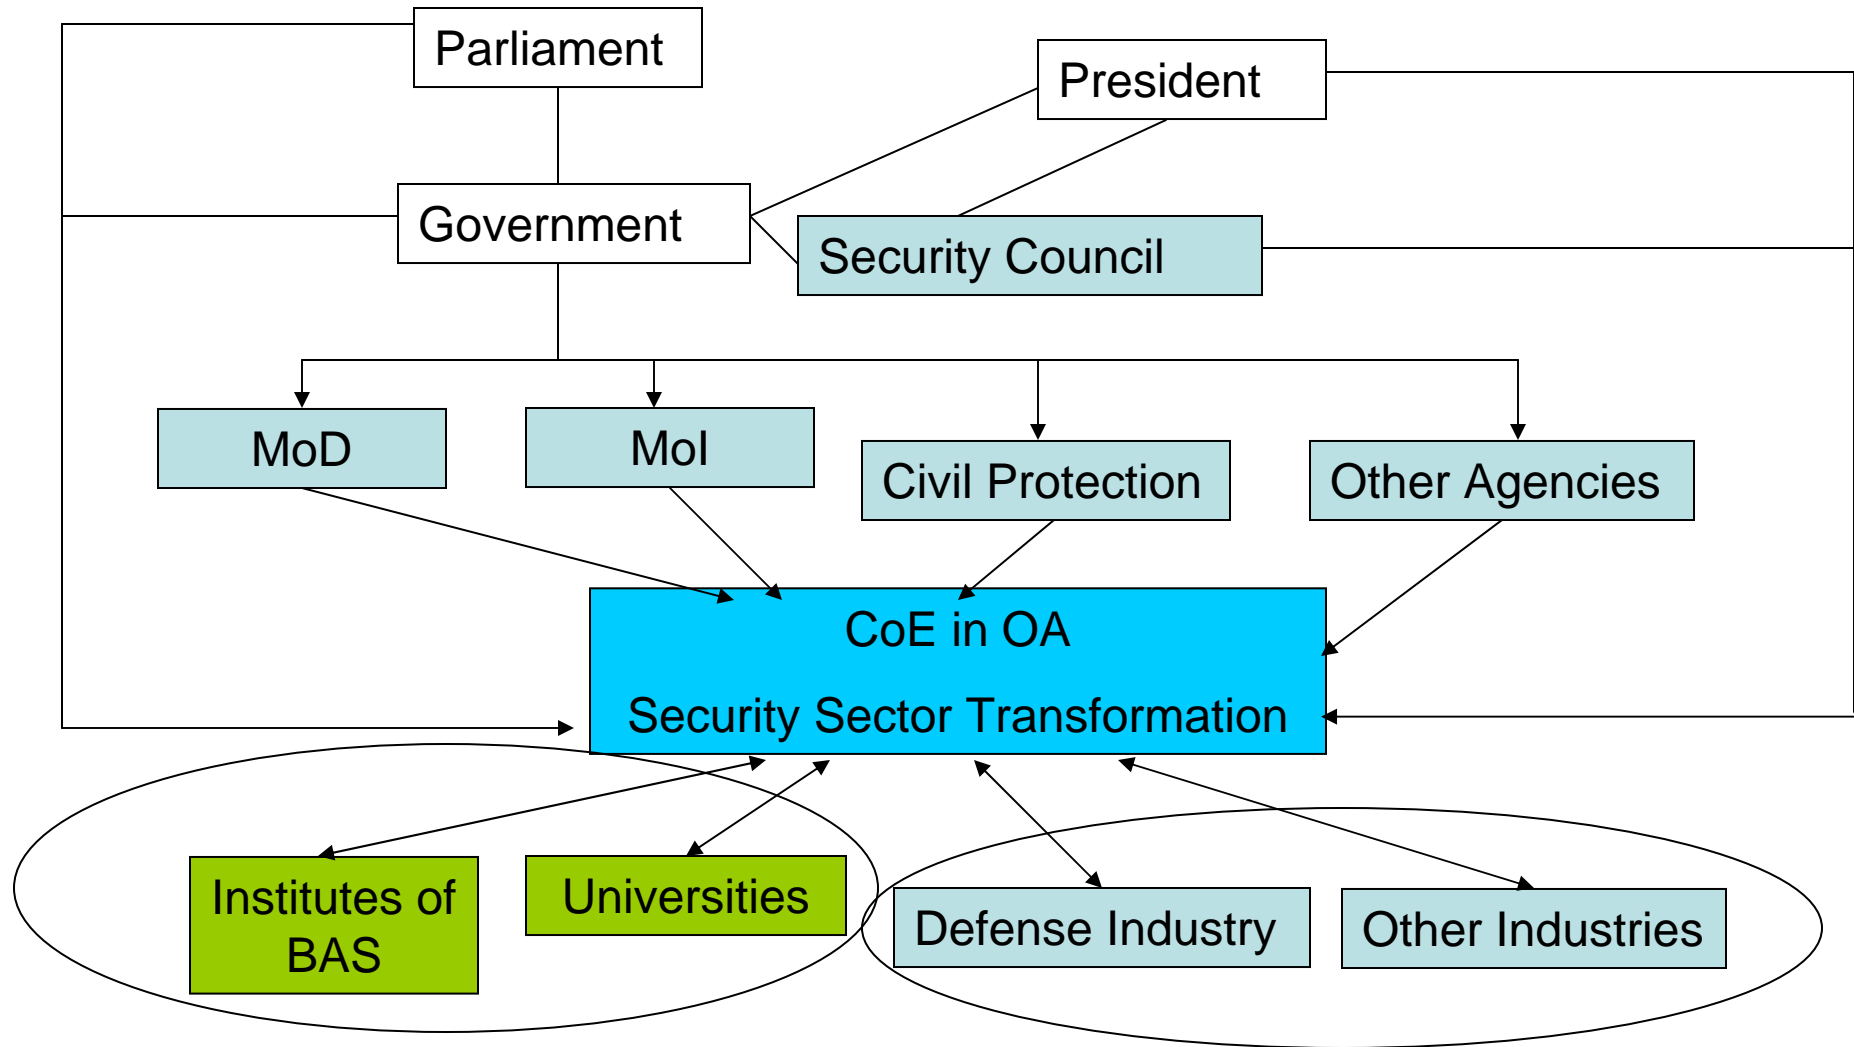 Parliament
President
Government
Security Council
MoD
MoI
Civil Protection
Other Agencies
CoE in OA
Security Sector Transformation
Institutes of
BAS
Universities
Defense Industry
Other Industries